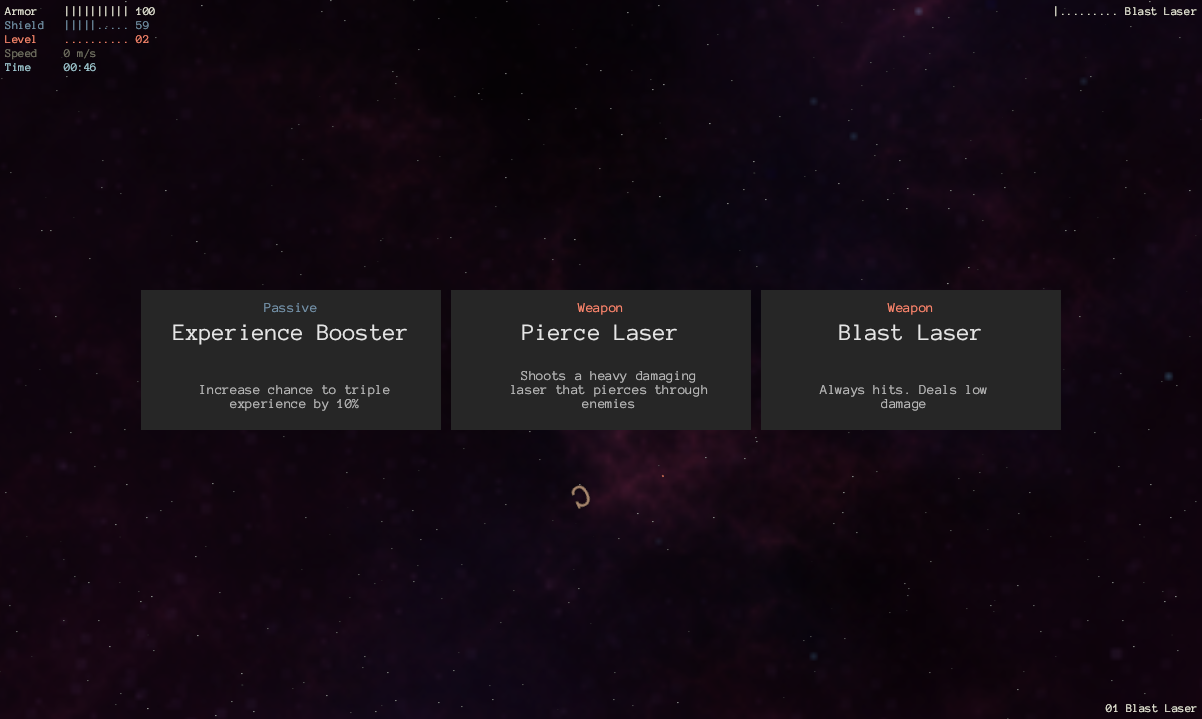 Armor |||||||||| 100
Shield |||||..... 59
Level .......... 02
Speed 0 m/s
Time 00:46
|......... Blast Laser
Passive
Experience Booster
Increase chance to triple
experience by 10%
Weapon
Pierce Laser
Shoots a heavy damaging
laser that pierces through
enemies
Weapon
Blast Laser
Always hits. Deals low
damage
01 Blast Laser